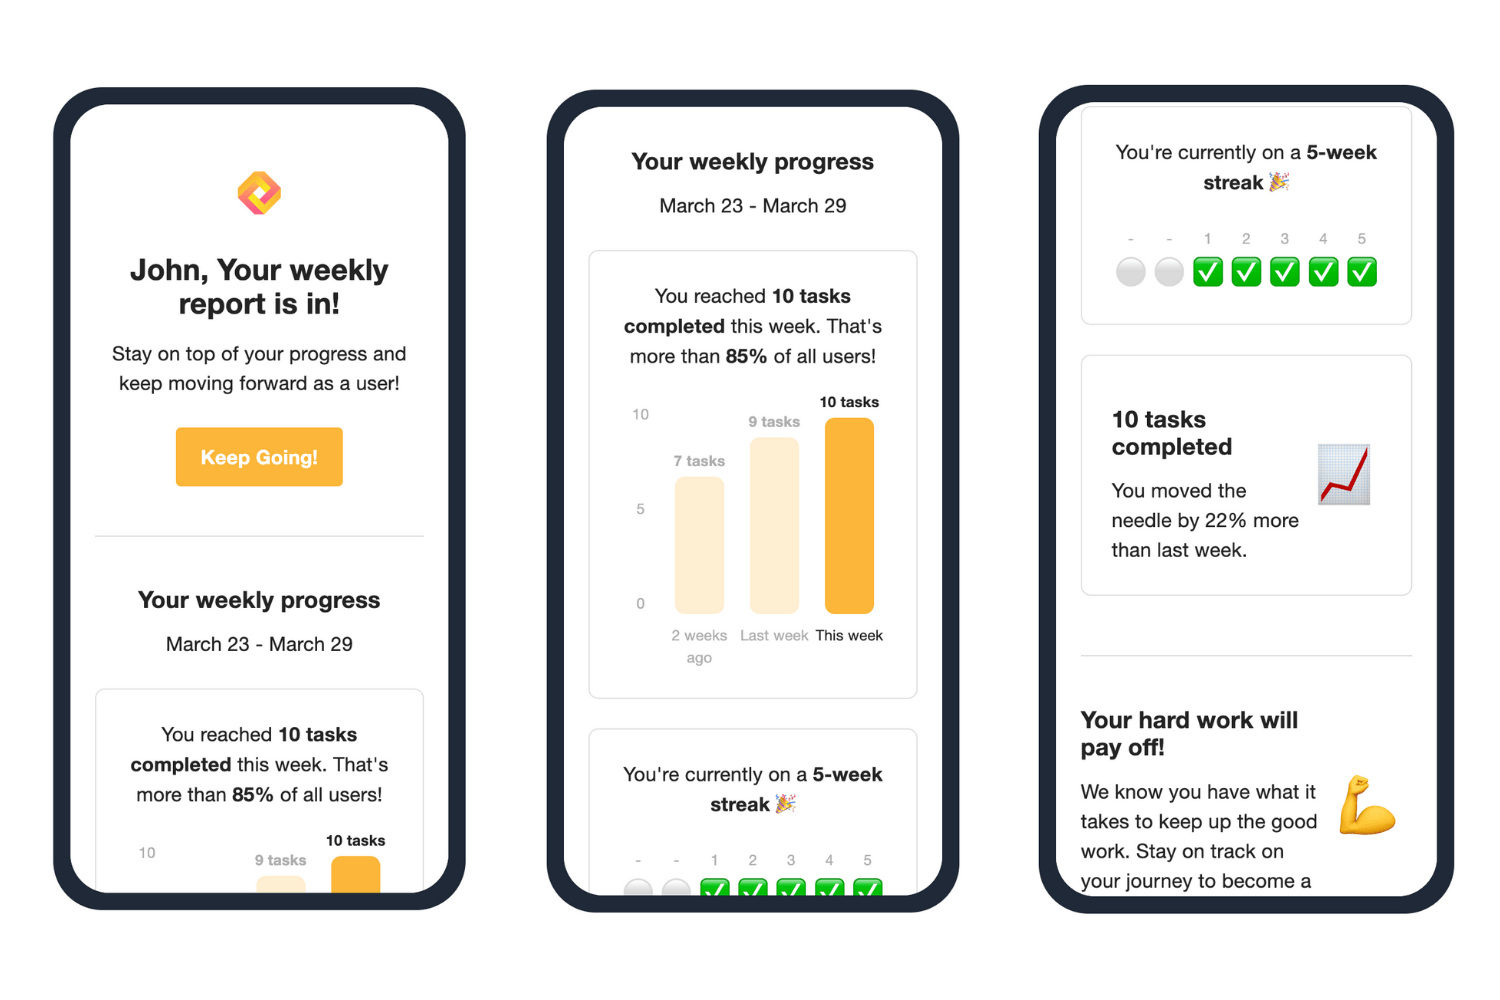 John, Your weekly
report is in!
Stay on top of your progress and
keep moving forward as a user!
Keep Going!
Your weekly progress
March 23 - March 29
You reached 10 tasks
completed this week. That's
more than 85% of all users!
10 tasks
10
9 tasks
Your weekly progress
March 23 - March 29
You reached 10 tasks
completed this week. That's
more than 85% of all users!
10 tasks
10
9 tasks
7 tasks
5
0
2 weeks
ago
Last week
This week
You're currently on a 5-week
streak 🎉
- - 1 2 3 4 5
You're currently on a 5-week
streak 🎉
- - 1 2 3 4 5
10 tasks
completed
You moved the
needle by 22% more
than last week.
Your hard work will
pay off!
We know you have what it
takes to keep up the good
work. Stay on track on
your journey to become a